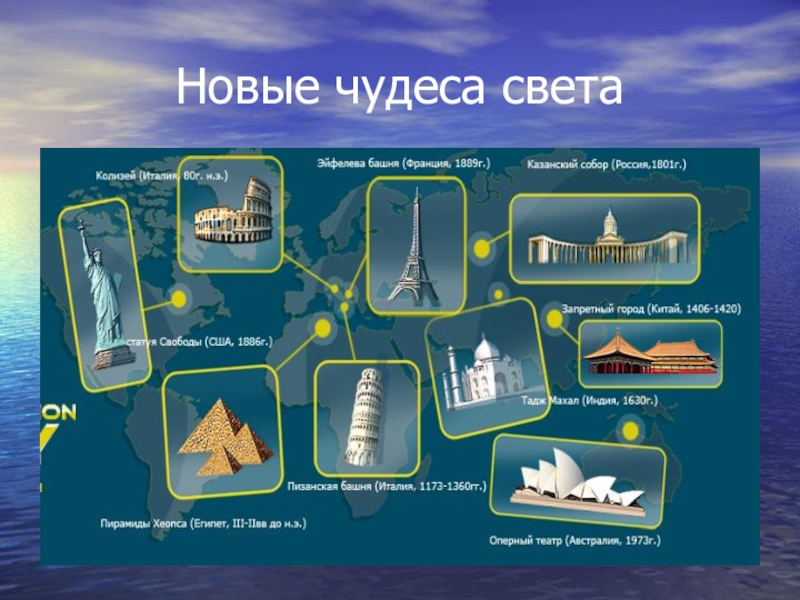 Новые чудеса света
Эйфелева башня (Франция, 1889г.)
Казанский собор (Россия,1801г.)
Колизей (Италия, 80г. н.э.)
Запретный город (Китай, 1406-1420)
статуя Свободы (США, 1886г.)
Тадж Махал (Индия, 1630г.)
ON
Пизанская башня (Италия, 1173-1360гг.)
Пирамиды Хеопса (Египет, III-IIвв до н.э.)
Оперный театр (Австралия, 1973г.)